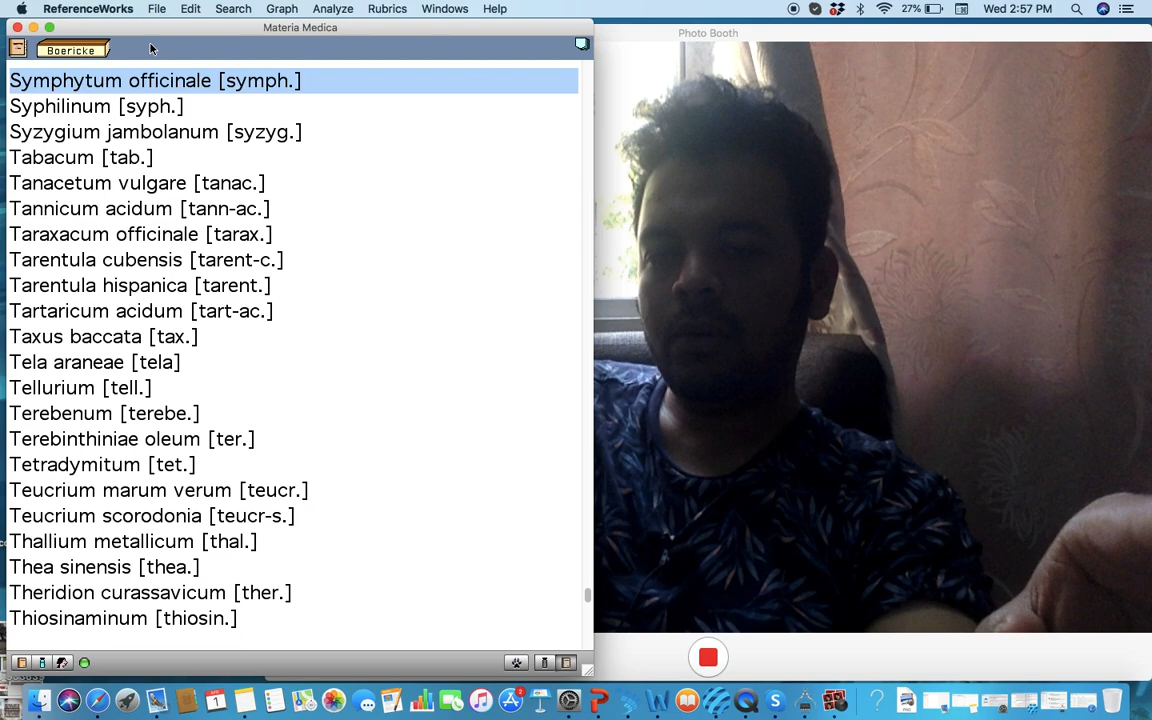 ReferenceWorks File Edit Search Graph Analyze Rubrics Windows Help 27% Wed 2:57 PM
Materia Medica
Photo Booth
Boericke
Symphytum officinale [symph.]
Syphilinum [syph.]
Syzygium jambolanum [syzyg.]
Tabacum [tab.]
Tanacetum vulgare [tanac.]
Tannicum acidum [tann-ac.]
Taraxacum officinale [tarax.]
Tarentula cubensis [tarent-c.]
Tarentula hispanica [tarent.]
Tartaricum acidum [tart-ac.]
Taxus baccata [tax.]
Tela araneae [tela]
Tellurium [tell.]
Terebenum [terebe.]
Terebinthiniae oleum [ter.]
Tetradymitum [tet.]
Teucrium marum verum [teucr.]
Teucrium scorodonia [teucr-s.]
Thallium metallicum [thal.]
Thea sinensis [thea.]
Theridion curassavicum [ther.]
Thiosinaminum [thiosin.]